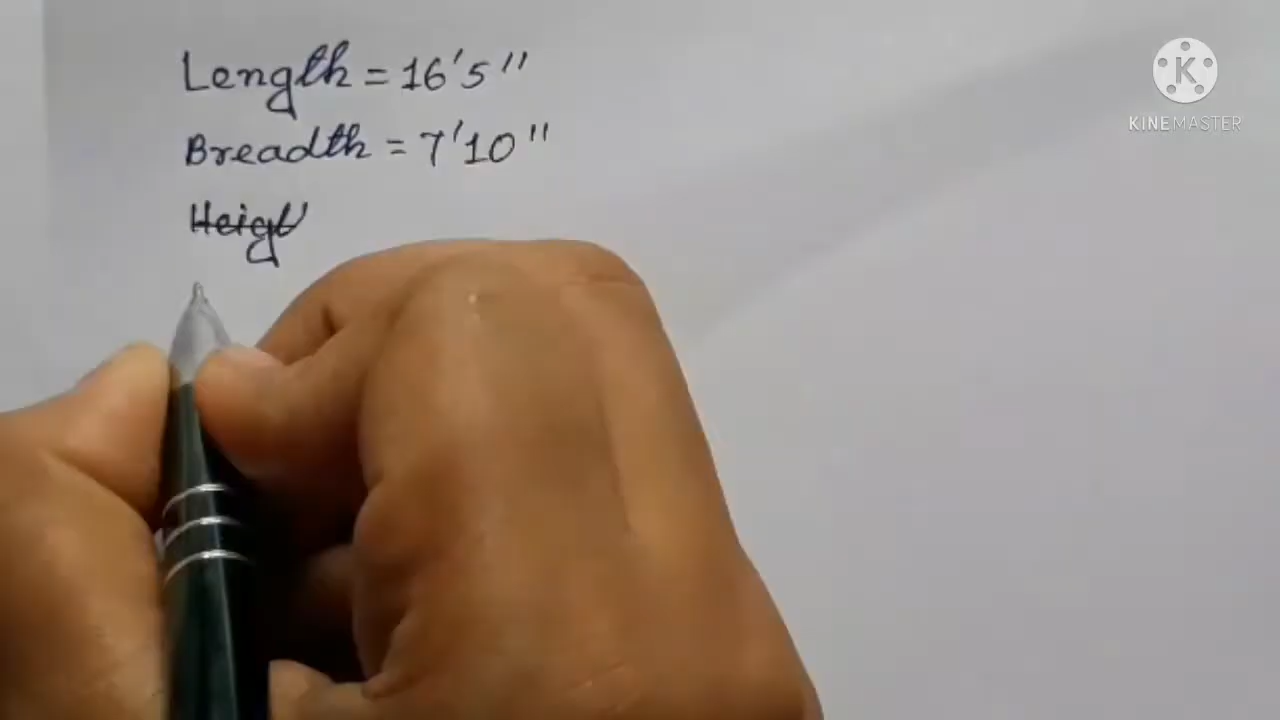 Length = 16'5"
Breadth = 7'10"
Heigt
K
KINEMASTER